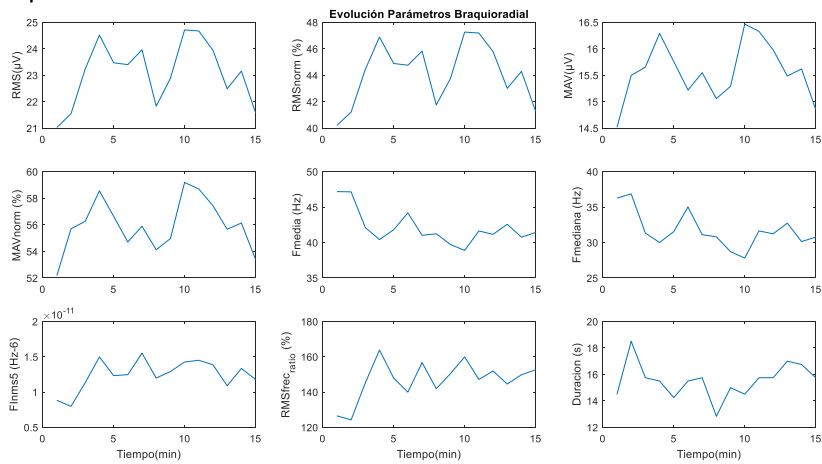 Evolución Parámetros Braquioradial
25
24
23
22
21
RMS(μV)
0 5 10 15
48
46
44
42
40
RMSnorm (%)
0 5 10 15
16.5
16
15.5
15
14.5
MAV(μV)
0 5 10 15
60
58
56
54
52
MAVnorm (%)
0 5 10 15
50
45
40
35
Fmedia (Hz)
0 5 10 15
40
35
30
25
Fmediana (Hz)
0 5 10 15
×10-11
2
1.5
1
0.5
FInms5 (Hz-6)
0 5 10 15
Tiempo(min)
180
160
140
120
RMSfrecratio (%)
0 5 10 15
Tiempo(min)
20
18
16
14
12
Duracion (s)
0 5 10 15
Tiempo(min)